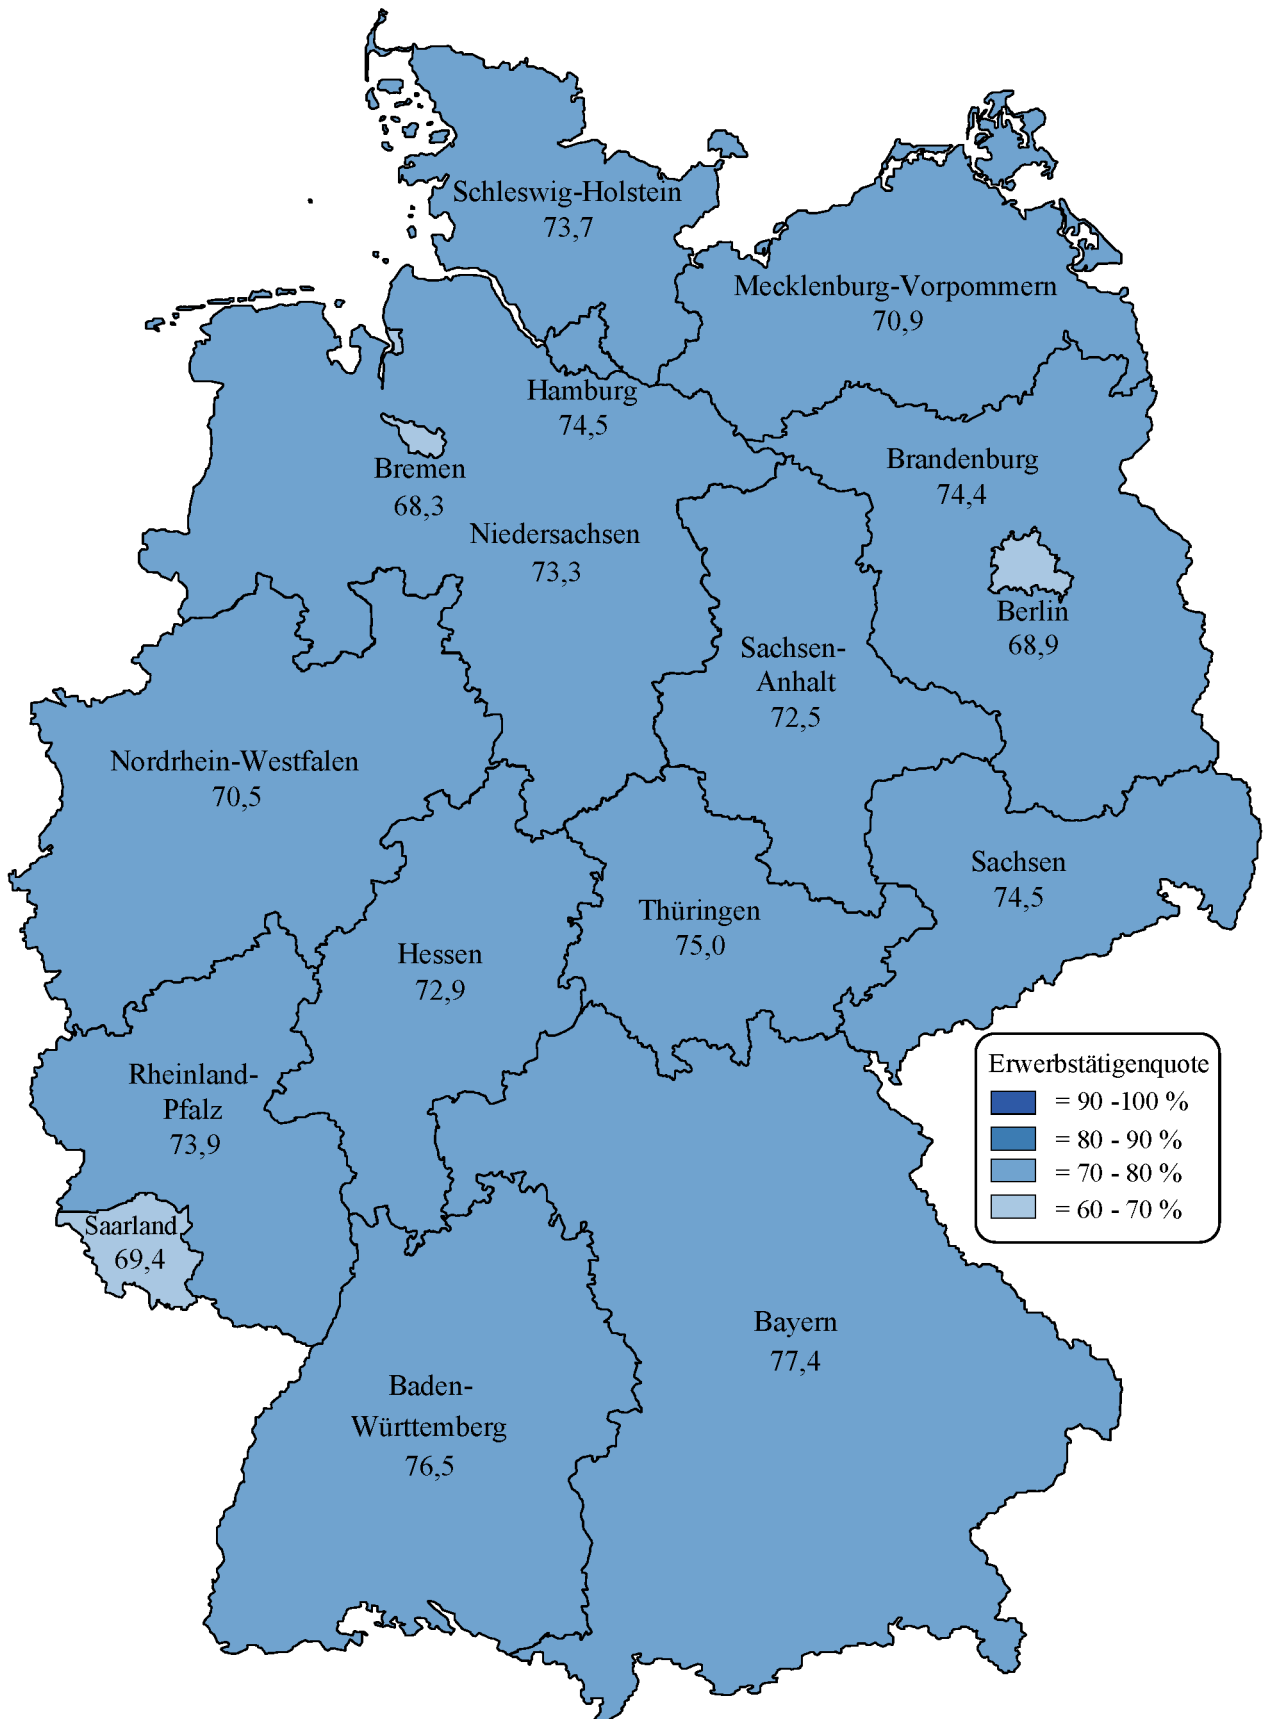 Schleswig-Holstein
73,7
Mecklenburg-Vorpommern
70,9
Hamburg
74,5
Bremen
68,3
Brandenburg
74,4
Niedersachsen
73,3
Berlin
68,9
Sachsen-
Anhalt
72,5
Nordrhein-Westfalen
70,5
Sachsen
74,5
Thüringen
75,0
Hessen
72,9
Rheinland-
Pfalz
73,9
Saarland
69,4
Erwerbstätigenquote
= 90 -100 %
= 80 - 90 %
= 70 - 80 %
= 60 - 70 %
Bayern
77,4
Baden-
Württemberg
76,5